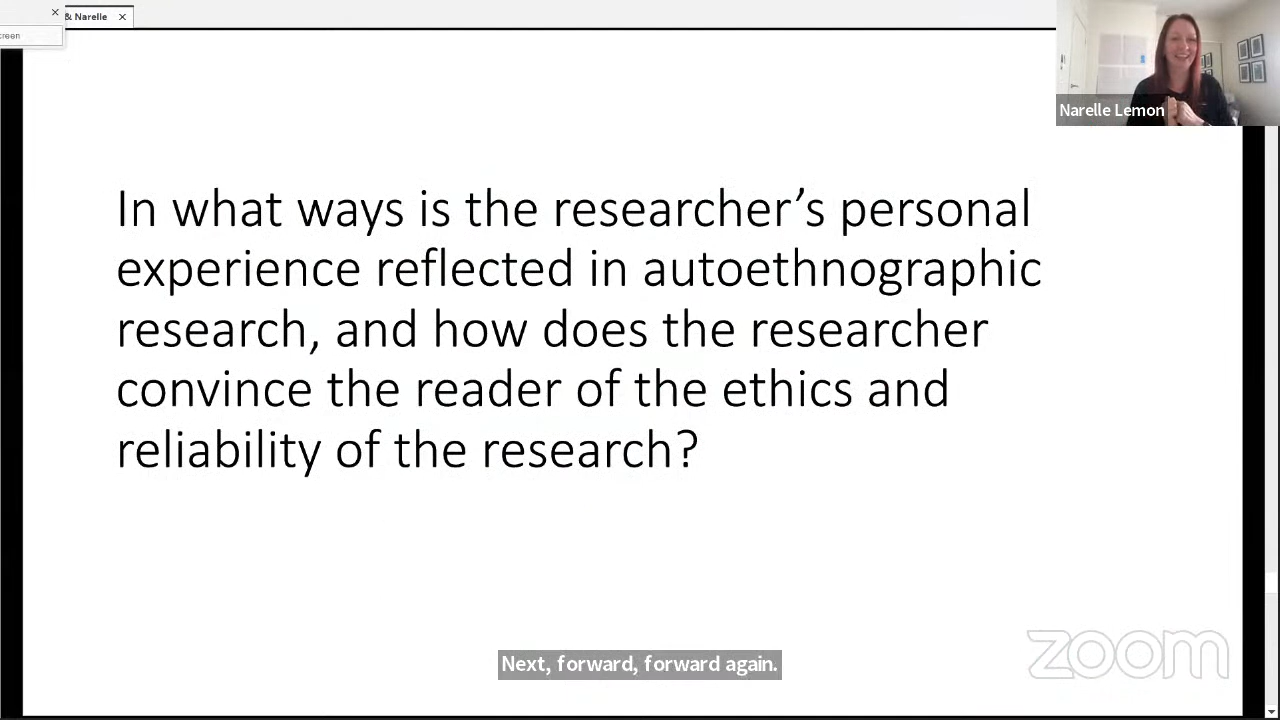 & Narelle
creen
Narelle Lemon
In what ways is the researcher’s personal
experience reflected in autoethnographic
research, and how does the researcher
convince the reader of the ethics and
reliability of the research?
Next, forward, forward again.
zoom